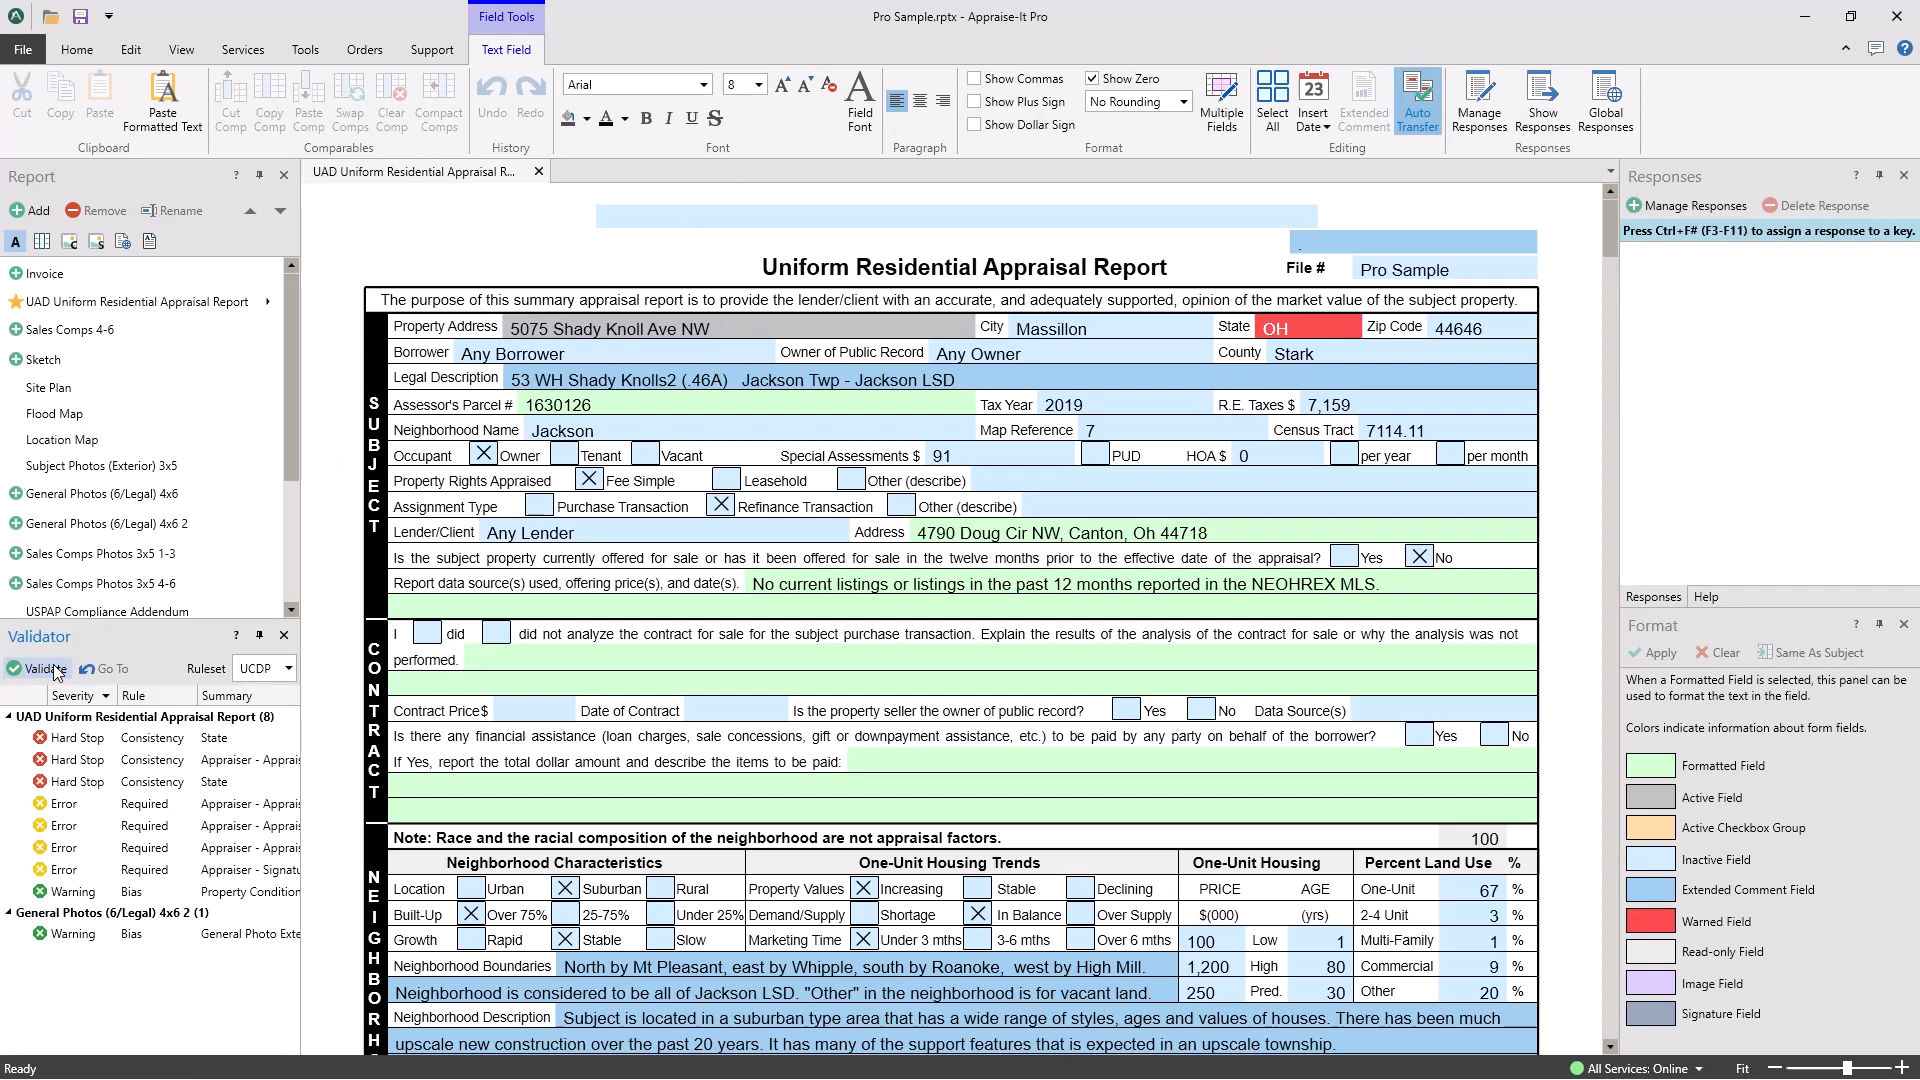 Field Tools
Pro Sample.rptx - Appraise-It Pro
File Home Edit View Services Tools Orders Support Text Field
Cut Copy Paste Paste Formatted Text
Cut Comp Copy Comp Paste Comp Swap Comps Clear Comp Compact Comps
Undo Redo
Arial 8
B I U S
Field Font
Show Commas Show Zero
Show Plus Sign No Rounding
Show Dollar Sign
Multiple Fields
Select All
23
Insert Date
Extended Comment
Auto Transfer
Manage Responses
Show Responses
Global Responses
Clipboard Comparables History Font Paragraph Format Editing Responses
Report
Add Remove Rename
A
Invoice
UAD Uniform Residential Appraisal Report
Sales Comps 4-6
Sketch
Site Plan
Flood Map
Location Map
Subject Photos (Exterior) 3x5
General Photos (6/Legal) 4x6
General Photos (6/Legal) 4x6 2
Sales Comps Photos 3x5 1-3
Sales Comps Photos 3x5 4-6
USPAP Compliance Addendum
Validator
Validate Go To Ruleset UCDP
Severity Rule Summary
UAD Uniform Residential Appraisal Report (8)
Hard Stop Consistency State
Hard Stop Consistency Appraiser - Apprais
Hard Stop Consistency State
Error Required Appraiser - Apprais
Error Required Appraiser - Apprais
Error Required Appraiser - Apprais
Error Required Appraiser - Signatu
Warning Bias Property Condition
General Photos (6/Legal) 4x6 2 (1)
Warning Bias General Photo Exte
UAD Uniform Residential Appraisal R...
Uniform Residential Appraisal Report
File # Pro Sample
The purpose of this summary appraisal report is to provide the lender/client with an accurate, and adequately supported, opinion of the market value of the subject property.
SUBJECT
Property Address 5075 Shady Knoll Ave NW City Massillon State OH Zip Code 44646
Borrower Any Borrower Owner of Public Record Any Owner County Stark
Legal Description 53 WH Shady Knolls2 (.46A) Jackson Twp - Jackson LSD
Assessor's Parcel # 1630126 Tax Year 2019 R.E. Taxes $ 7,159
Neighborhood Name Jackson Map Reference 7 Census Tract 7114.11
Occupant Owner Tenant Vacant Special Assessments $ 91 PUD HOA $ 0 per year per month
Property Rights Appraised Fee Simple Leasehold Other (describe)
Assignment Type Purchase Transaction Refinance Transaction Other (describe)
Lender/Client Any Lender Address 4790 Doug Cir NW, Canton, Oh 44718
Is the subject property currently offered for sale or has it been offered for sale in the twelve months prior to the effective date of the appraisal? Yes No
Report data source(s) used, offering price(s), and date(s). No current listings or listings in the past 12 months reported in the NEOHREX MLS.
CONTRACT
I did did not analyze the contract for sale for the subject purchase transaction. Explain the results of the analysis of the contract for sale or why the analysis was not
performed.
Contract Price$ Date of Contract Is the property seller the owner of public record? Yes No Data Source(s)
Is there any financial assistance (loan charges, sale concessions, gift or downpayment assistance, etc.) to be paid by any party on behalf of the borrower? Yes No
If Yes, report the total dollar amount and describe the items to be paid:
NEIGHBORH
Note: Race and the racial composition of the neighborhood are not appraisal factors. 100
Neighborhood Characteristics One-Unit Housing Trends One-Unit Housing Percent Land Use %
Location Urban Suburban Rural Property Values Increasing Stable Declining PRICE AGE One-Unit 67 %
Built-Up Over 75% 25-75% Under 25% Demand/Supply Shortage In Balance Over Supply $(000) (yrs) 2-4 Unit 3 %
Growth Rapid Stable Slow Marketing Time Under 3 mths 3-6 mths Over 6 mths 100 Low 1 Multi-Family 1 %
Neighborhood Boundaries North by Mt Pleasant, east by Whipple, south by Roanoke, west by High Mill. 1,200 High 80 Commercial 9 %
Neighborhood is considered to be all of Jackson LSD. "Other" in the neighborhood is for vacant land. 250 Pred. 30 Other 20 %
Neighborhood Description Subject is located in a suburban type area that has a wide range of styles, ages and values of houses. There has been much
upscale new construction over the past 20 years. It has many of the support features that is expected in an upscale township.
Responses
Manage Responses Delete Response
Press Ctrl+F# (F3-F11) to assign a response to a key.
Responses Help
Format
Apply Clear Same As Subject
When a Formatted Field is selected, this panel can be
used to format the text in the field.
Colors indicate information about form fields.
Formatted Field
Active Field
Active Checkbox Group
Inactive Field
Extended Comment Field
Warned Field
Read-only Field
Image Field
Signature Field
Ready All Services: Online Fit